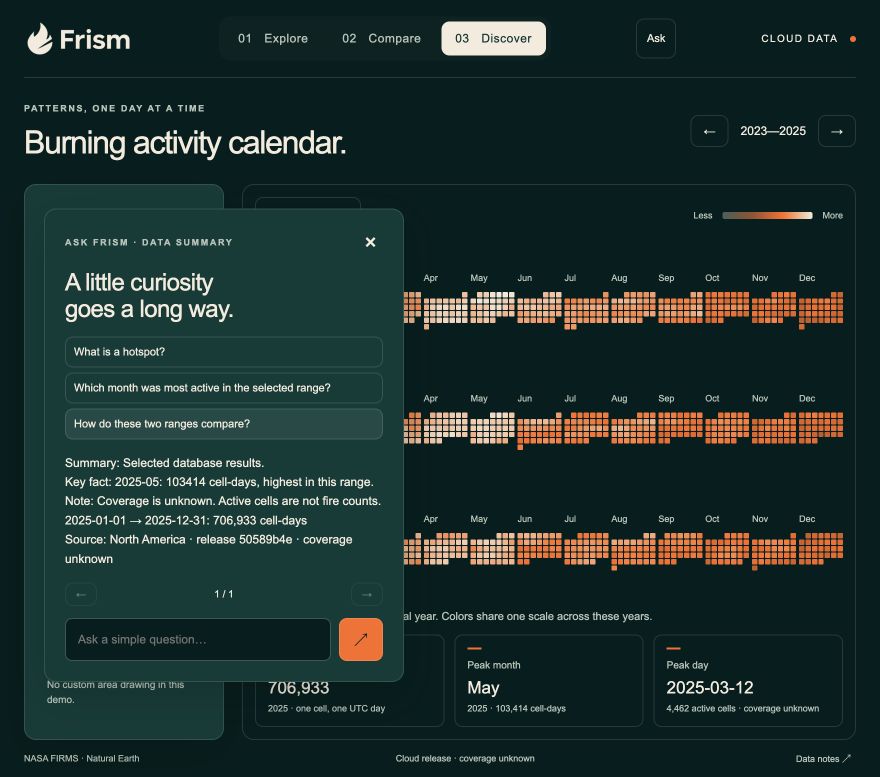 Frism
01 Explore
02 Compare
03 Discover
Ask
CLOUD DATA
PATTERNS, ONE DAY AT A TIME
Burning activity calendar.
←
2023—2025
→
Less
More
ASK FRISM · DATA SUMMARY
×
A little curiosity
goes a long way.
What is a hotspot?
Which month was most active in the selected range?
How do these two ranges compare?
Summary: Selected database results.
Key fact: 2025-05: 103414 cell-days, highest in this range.
Note: Coverage is unknown. Active cells are not fire counts.
2025-01-01 → 2025-12-31: 706,933 cell-days
Source: North America · release 50589b4e · coverage
unknown
←
1 / 1
→
Ask a simple question…
↗
No custom area drawing in this
demo.
Apr May Jun Jul Aug Sep Oct Nov Dec
Apr May Jun Jul Aug Sep Oct Nov Dec
Apr May Jun Jul Aug Sep Oct Nov Dec
al year. Colors share one scale across these years.
706,933
2025 · one cell, one UTC day
Peak month
May
2025 · 103,414 cell-days
Peak day
2025-03-12
4,462 active cells · coverage unknown
NASA FIRMS · Natural Earth
Cloud release · coverage unknown
Data notes ↗